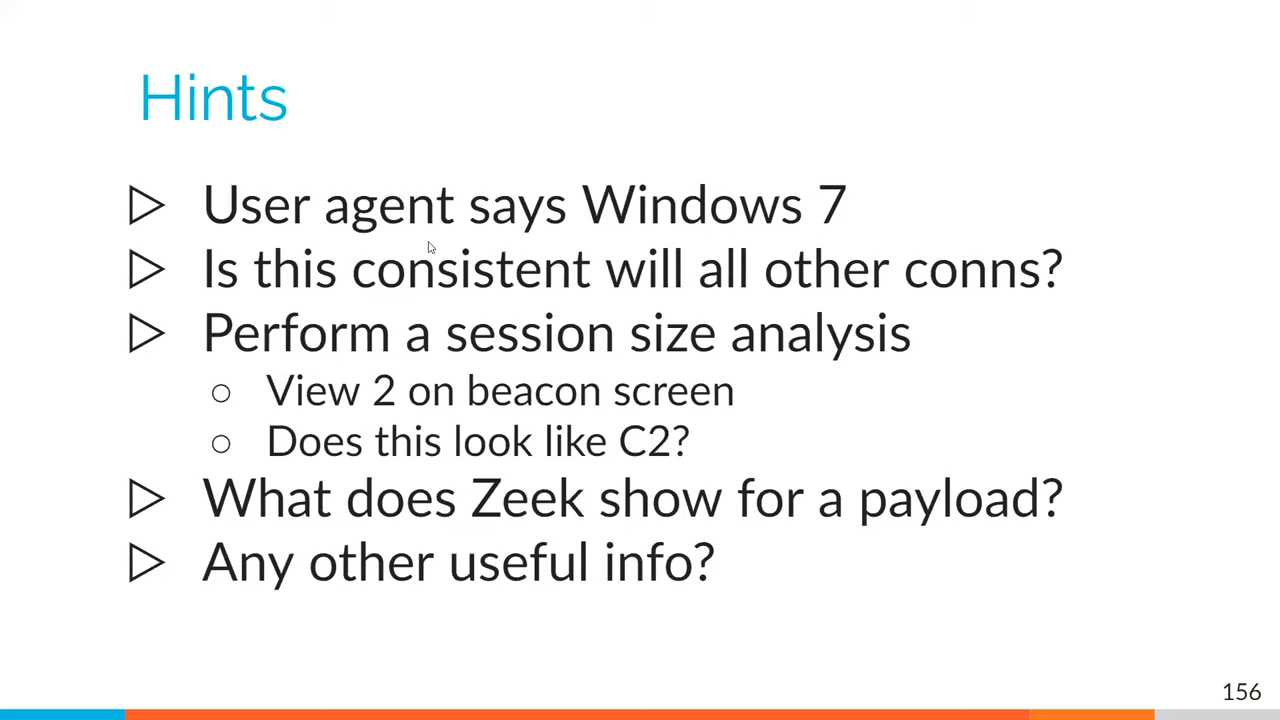 Hints
User agent says Windows 7
Is this consistent will all other conns?
Perform a session size analysis
View 2 on beacon screen
Does this look like C2?
What does Zeek show for a payload?
Any other useful info?
156